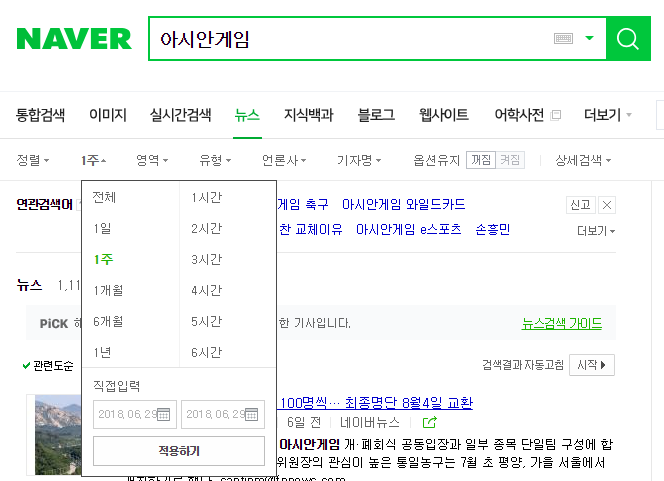 NAVER
아시안게임
통합검색 이미지 실시간검색 뉴스 지식백과 블로그 웹사이트 어학사전 더보기
정렬 1주 영역 유형 언론사 기자명 옵션유지 꺼짐 켜짐 상세검색
연관검색어 게임 축구 아시안게임 와일드카드 신고
찬 교체이유 아시안게임 e스포츠 손흥민 더보기
전체 1시간
1일 2시간
1주 3시간
1개월 4시간
6개월 5시간
1년 6시간
직접입력
2018.06.29 2018.06.29
적용하기
뉴스 1,11
PiCK 한 기사입니다. 뉴스검색 가이드
관련도순 검색결과 자동고침 시작
100명씩… 최종명단 8월4일 교환
6일 전 네이버뉴스
아시안게임 개·폐회식 공동입장과 일부 종목 단일팀 구성에 합
위원장의 관심이 높은 통일농구는 7월 초 평양, 가을 서울에서